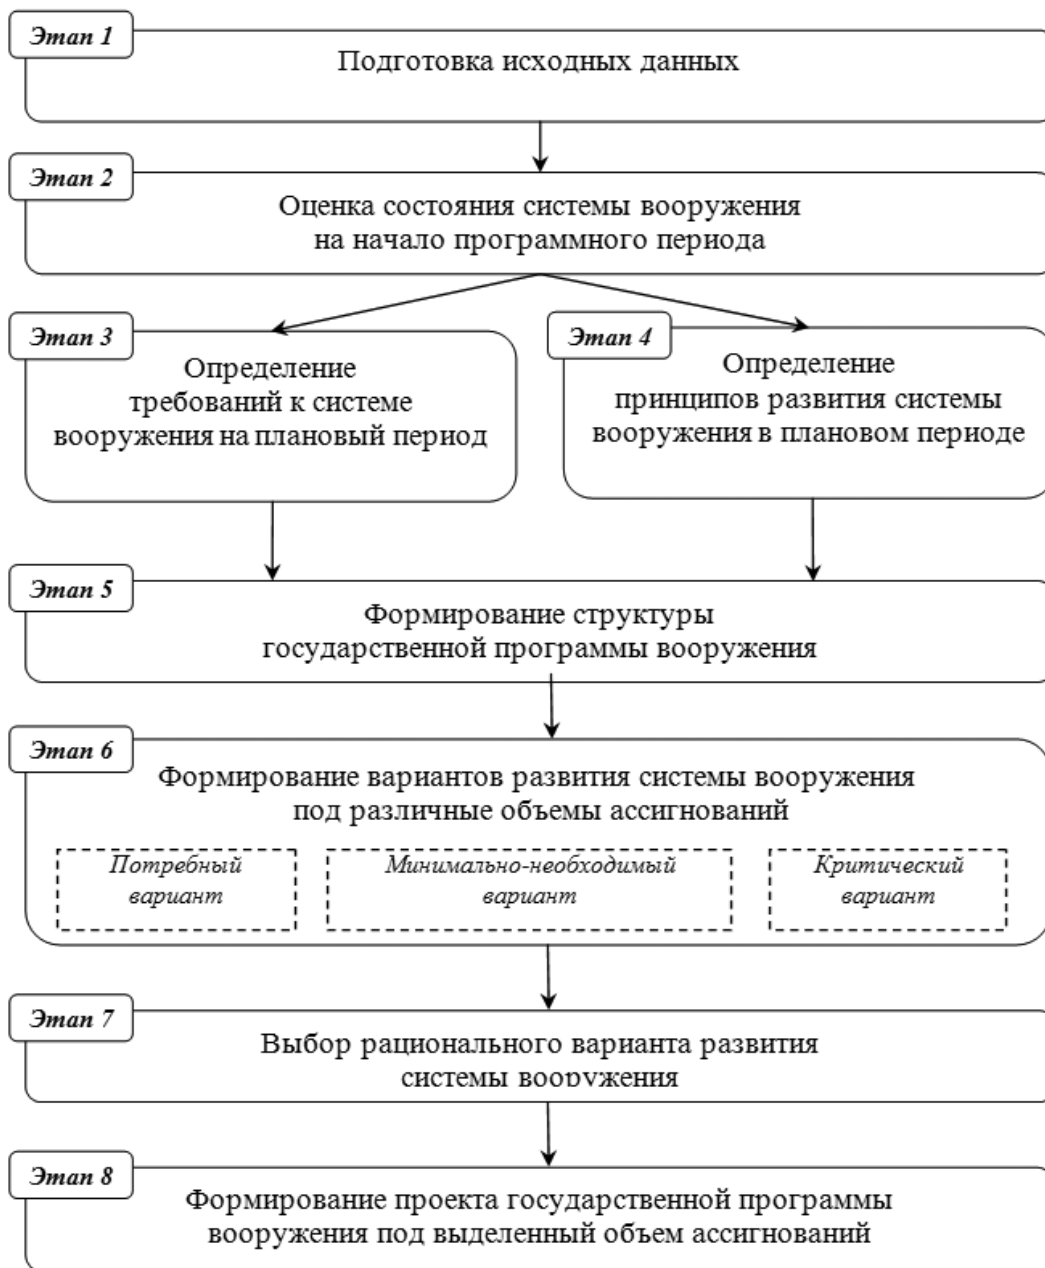 Этап 1
Подготовка исходных данных
Этап 2
Оценка состояния системы вооружения
на начало программного периода
Этап 3
Определение
требований к системе
вооружения на плановый период
Этап 4
Определение
принципов развития системы
вооружения в плановом периоде
Этап 5
Формирование структуры
государственной программы вооружения
Этап 6
Формирование вариантов развития системы вооружения
под различные объемы ассигнований
Потребный
вариант
Минимально-необходимый
вариант
Критический
вариант
Этап 7
Выбор рационального варианта развития
системы вооружения
Этап 8
Формирование проекта государственной программы
вооружения под выделенный объем ассигнований